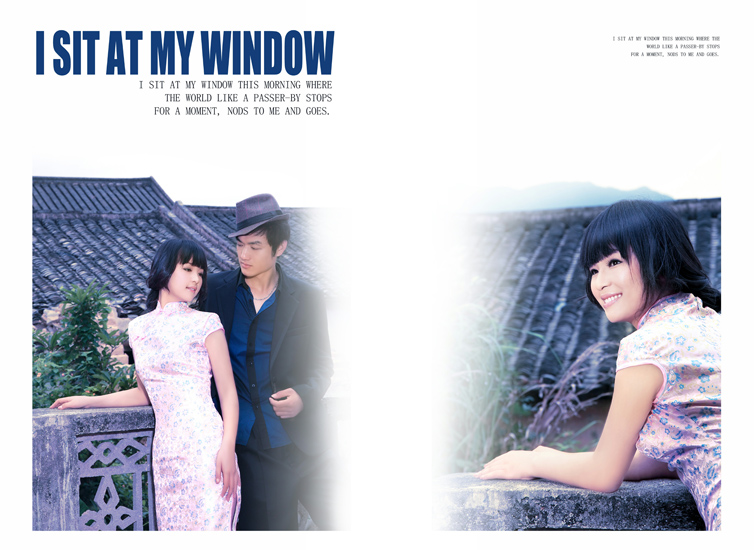 I SIT AT MY WINDOW
I SIT AT MY WINDOW THIS MORNING WHERE
THE WORLD LIKE A PASSER-BY STOPS
FOR A MOMENT, NODS TO ME AND GOES.
I SIT AT MY WINDOW THIS MORNING WHERE THE
WORLD LIKE A PASSER-BY STOPS
FOR A MOMENT, NODS TO ME AND GOES.